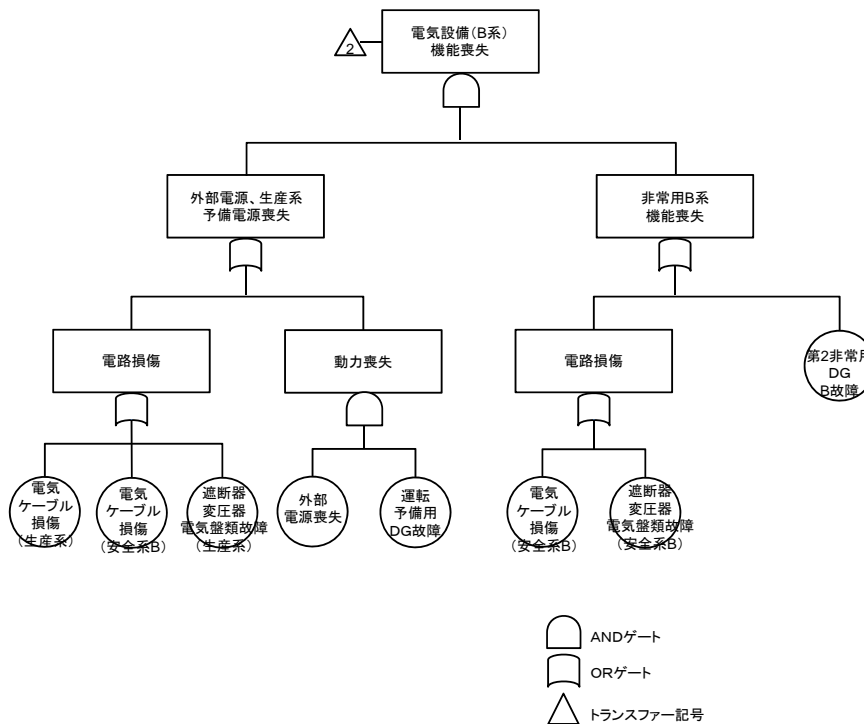 電気設備（B系）
機能喪失
2
外部電源、生産系
予備電源喪失
非常用B系
機能喪失
電路損傷
動力喪失
電路損傷
第2非常用
DG
B故障
電気
ケーブル
損傷
（生産系）
電気
ケーブル
損傷
（安全系B）
遮断器
変圧器
電気盤類故障
（生産系）
外部
電源喪失
運転
予備用
DG故障
電気
ケーブル
損傷
（安全系B）
遮断器
変圧器
電気盤類故障
（安全系B）
ANDゲート
ORゲート
トランスファー記号